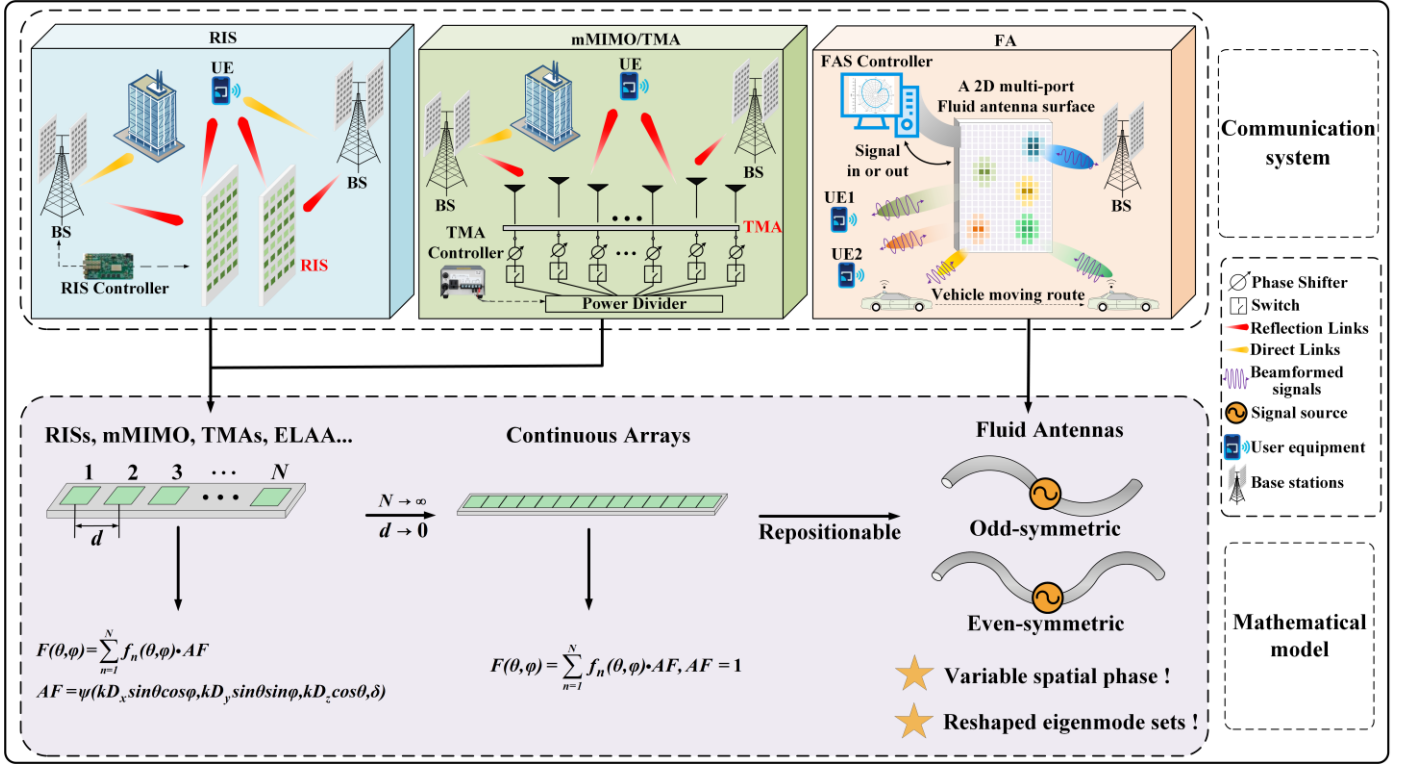 RIS
UE
BS
BS
RIS
RIS Controller
mMIMO/TMA
UE
BS
BS
TMA
TMA
Controller
Power Divider
FA
FAS Controller
A 2D multi-port
Fluid antenna surface
Signal
in or out
UE1
UE2
BS
Vehicle moving route
Communication
system
Phase Shifter
Switch
Reflection Links
Direct Links
Beamformed
signals
Signal source
User equipment
Base stations
RISs, mMIMO, TMAs, ELAA...
1 2 3 ··· N
d
N→∞
d→0
Continuous Arrays
Repositionable
Fluid Antennas
Odd-symmetric
Even-symmetric
F(θ,φ)=∑_{n=1}^{N} f_n(θ,φ)•AF
AF=ψ(kD_x sinθcosφ,kD_y sinθsinφ,kD_z cosθ,δ)
F(θ,φ)=∑_{n=1}^{N} f_n(θ,φ)•AF, AF=1
Variable spatial phase !
Reshaped eigenmode sets !
Mathematical
model